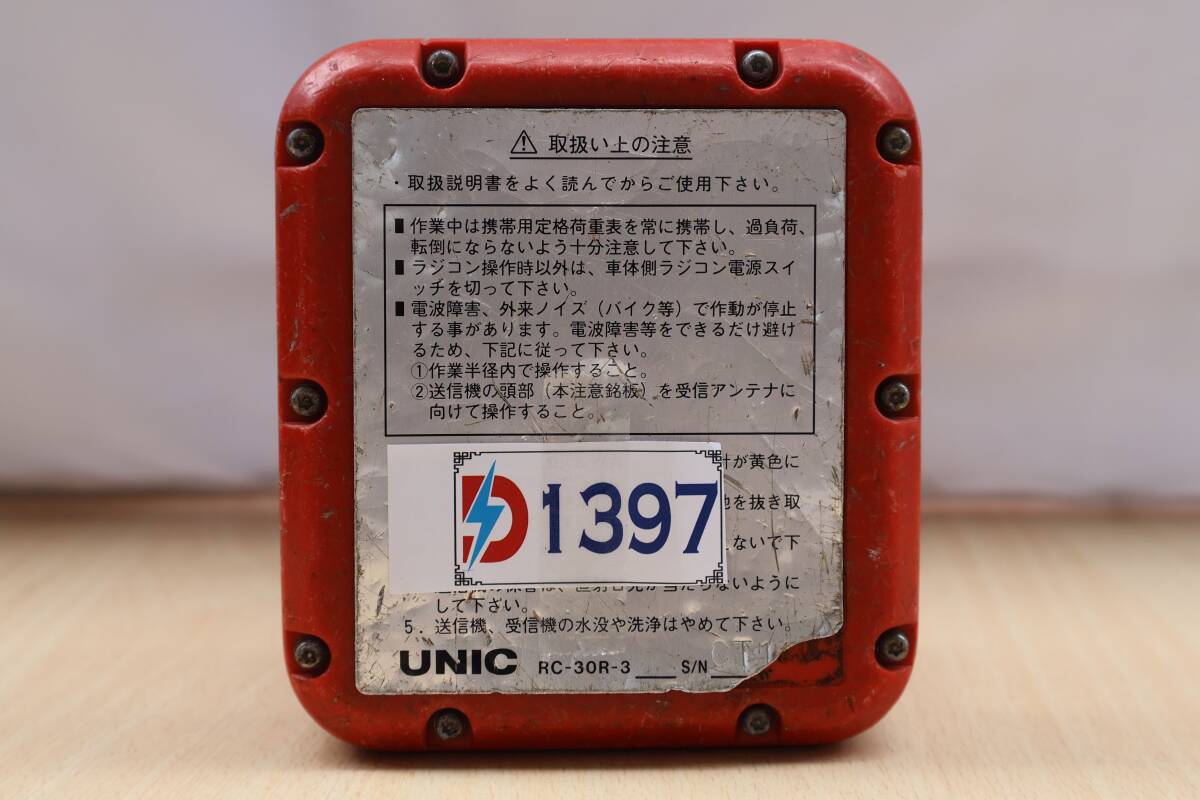 ⚠ 取扱い上の注意
・取扱説明書をよく読んでからご使用下さい。
■作業中は携帯用定格荷重表を常に携帯し、過負荷、
転倒にならないよう十分注意して下さい。
■ラジコン操作時以外は、車体側ラジコン電源スイ
ッチを切って下さい。
■電波障害、外来ノイズ（バイク等）で作動が停止
する事があります。電波障害等をできるだけ避け
るため、下記に従って下さい。
①作業半径内で操作すること。
②送信機の頭部（本注意銘板）を受信アンテナに
向けて操作すること。
が黄色に
を抜き取
D 1397
ないで下
ないように
して下さい。
5. 送信機、受信機の水没や洗浄はやめて下さい。
UNIC RC-30R-3 S/N CT